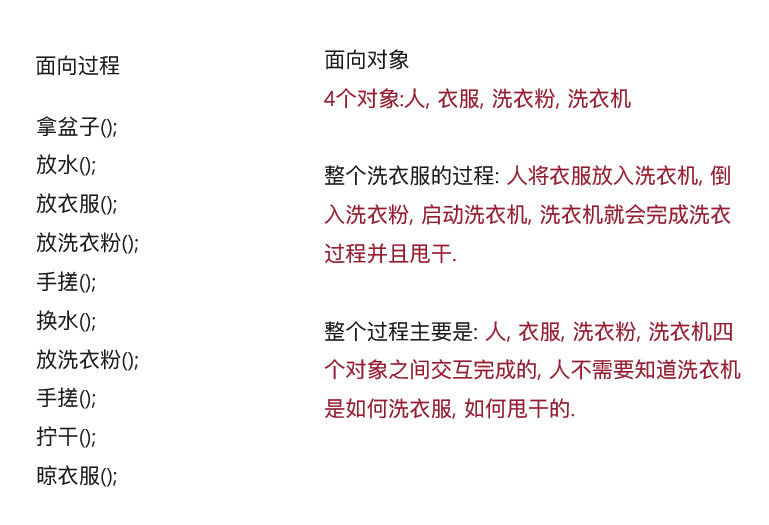 面向过程
拿盆子();
放水();
放衣服();
放洗衣粉();
手搓();
换水();
放洗衣粉();
手搓();
拧干();
晾衣服();
面向对象
4个对象:人, 衣服, 洗衣粉, 洗衣机
整个洗衣服的过程: 人将衣服放入洗衣机, 倒
入洗衣粉, 启动洗衣机, 洗衣机就会完成洗衣
过程并且甩干.
整个过程主要是: 人, 衣服, 洗衣粉, 洗衣机四
个对象之间交互完成的, 人不需要知道洗衣机
是如何洗衣服, 如何甩干的.